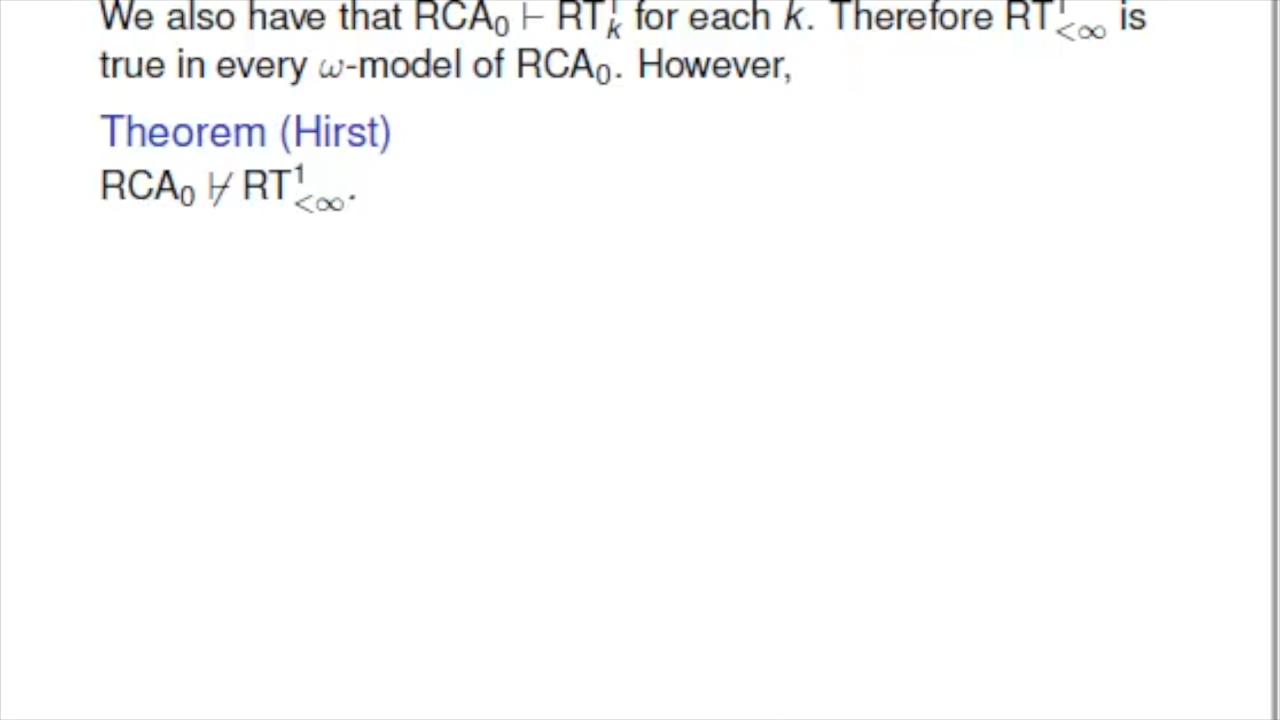 We also have that RCA₀ ⊢ RT¹ₖ for each k. Therefore RT¹<∞ is
true in every ω-model of RCA₀. However,
Theorem (Hirst)
RCA₀ ⊬ RT¹<∞.